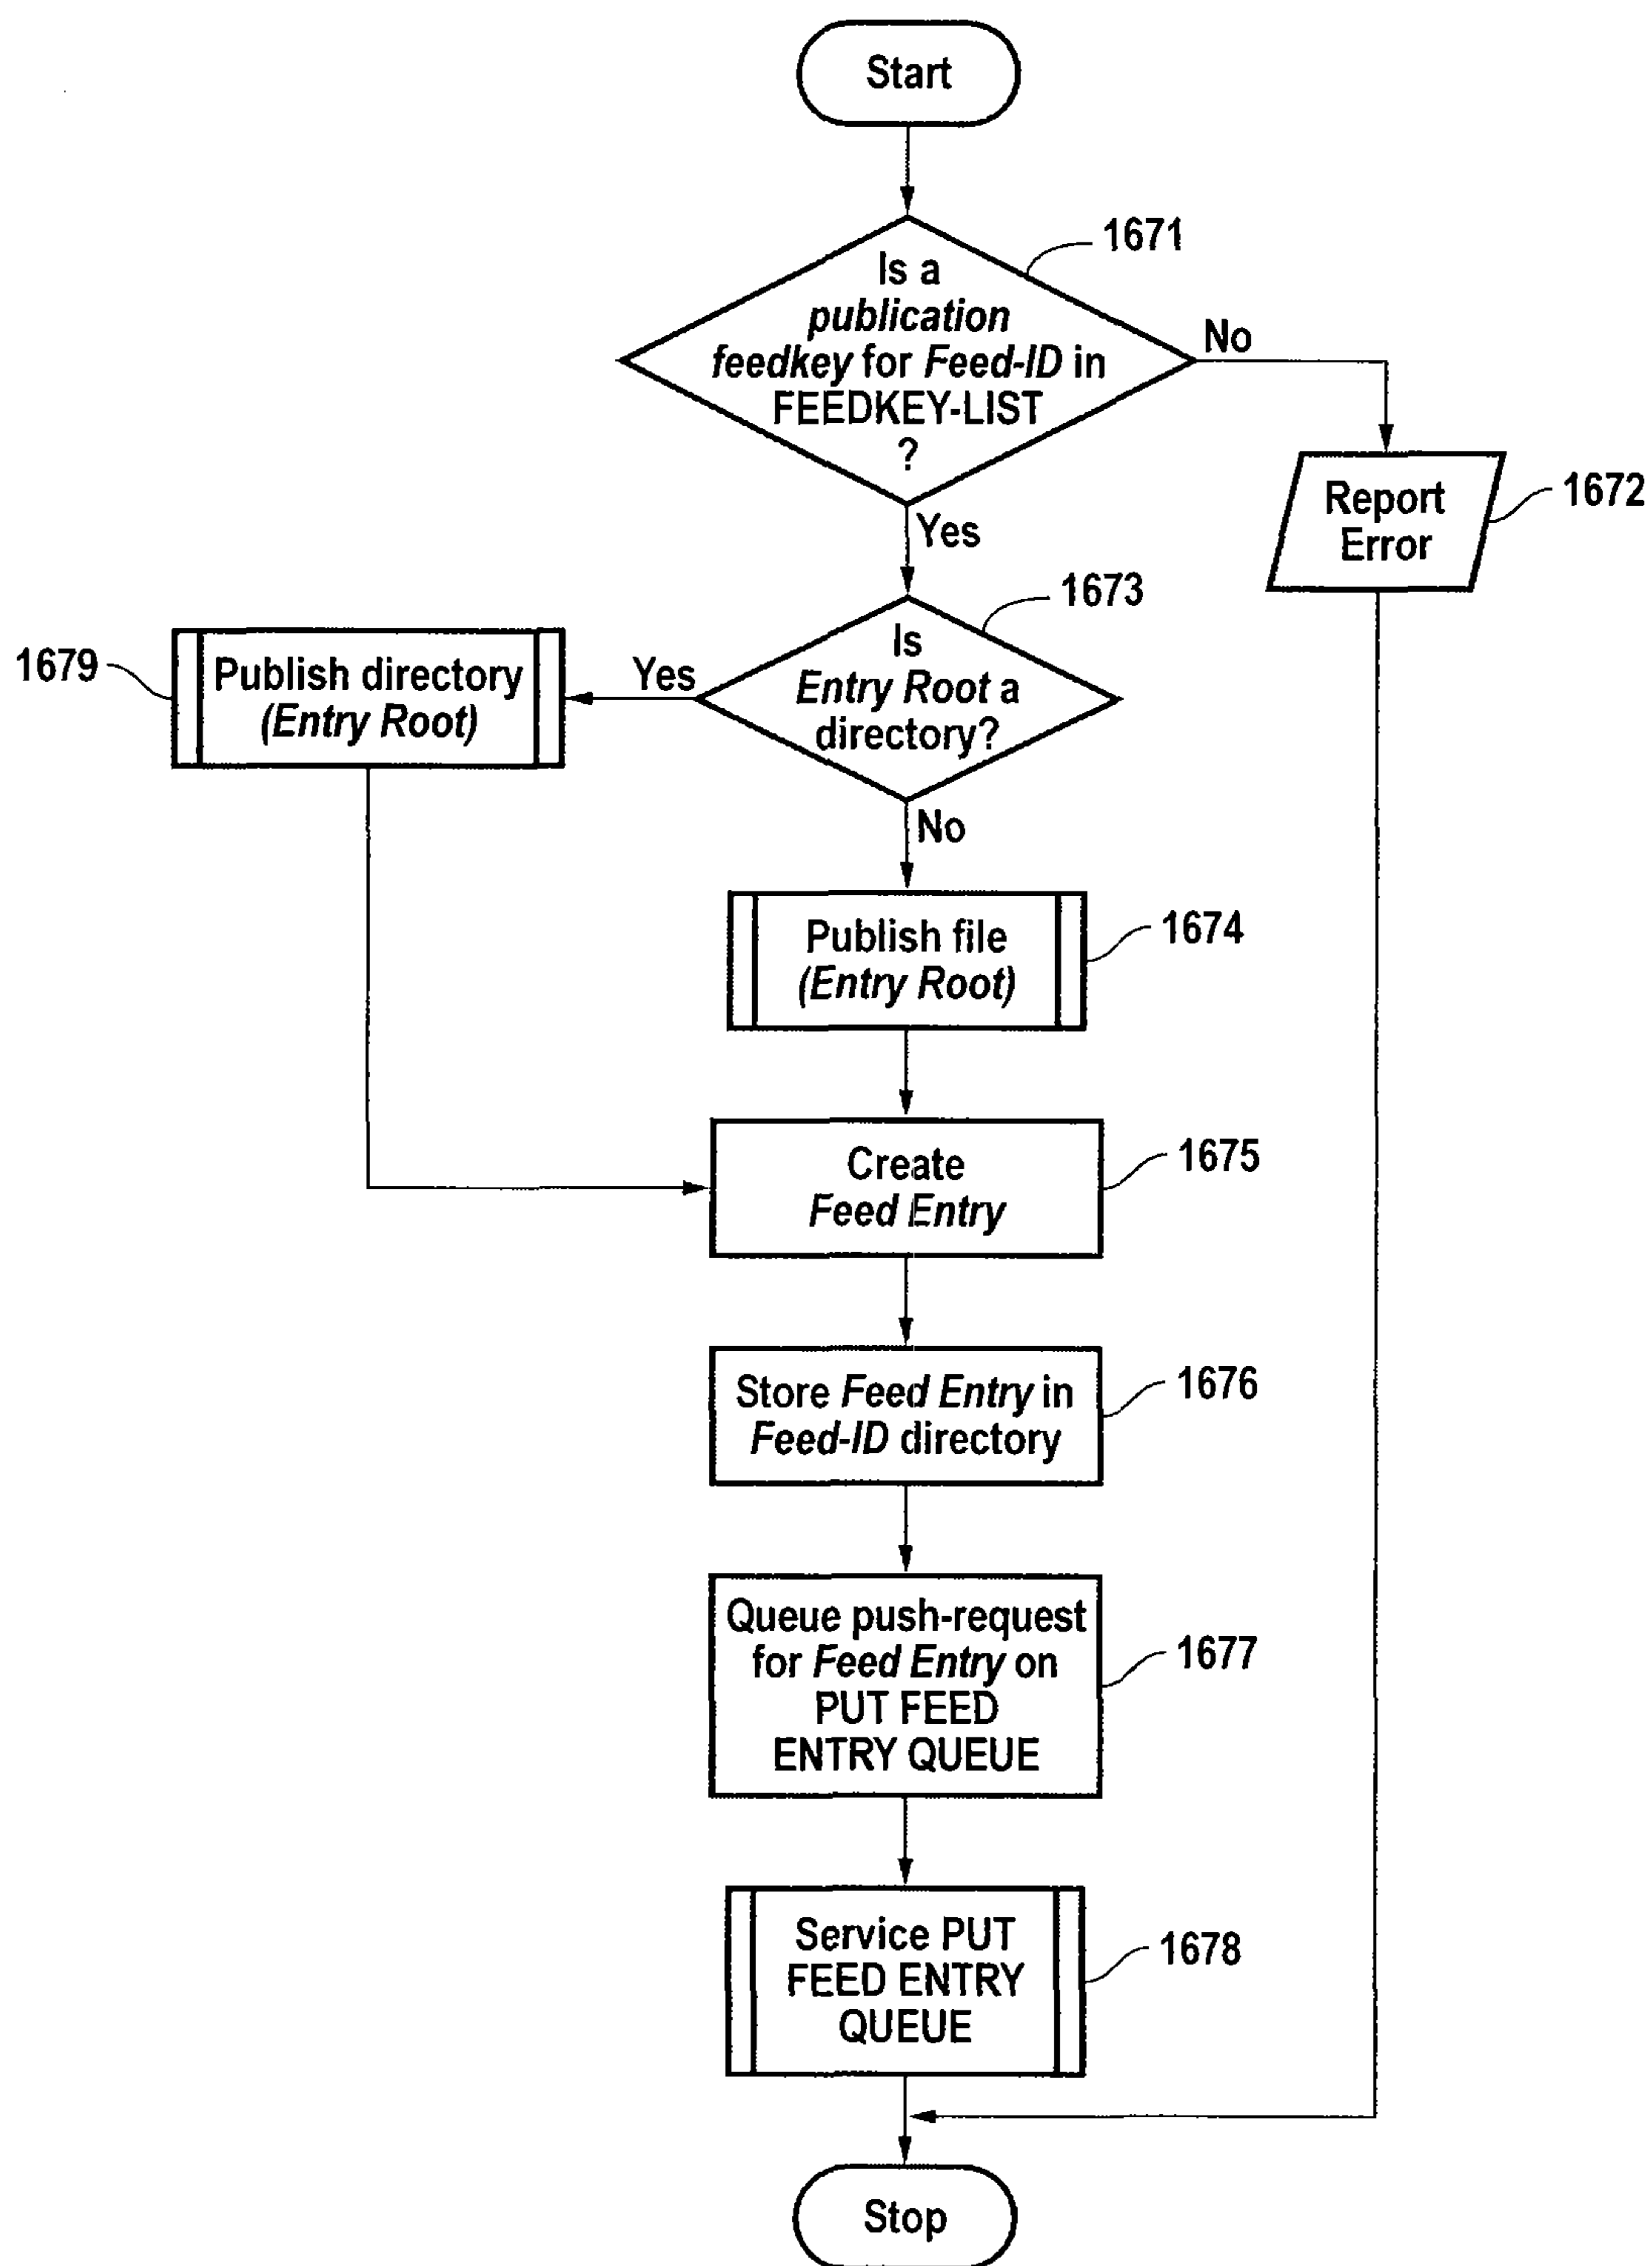 Start
1671
Is a
publication
feedkey for Feed-ID in
FEEDKEY-LIST
?
No
Yes
1672
Report
Error
1673
Is
Entry Root a
directory?
Yes
No
1679
Publish directory
(Entry Root)
1674
Publish file
(Entry Root)
1675
Create
Feed Entry
1676
Store Feed Entry in
Feed-ID directory
1677
Queue push-request
for Feed Entry on
PUT FEED
ENTRY QUEUE
1678
Service PUT
FEED ENTRY
QUEUE
Stop